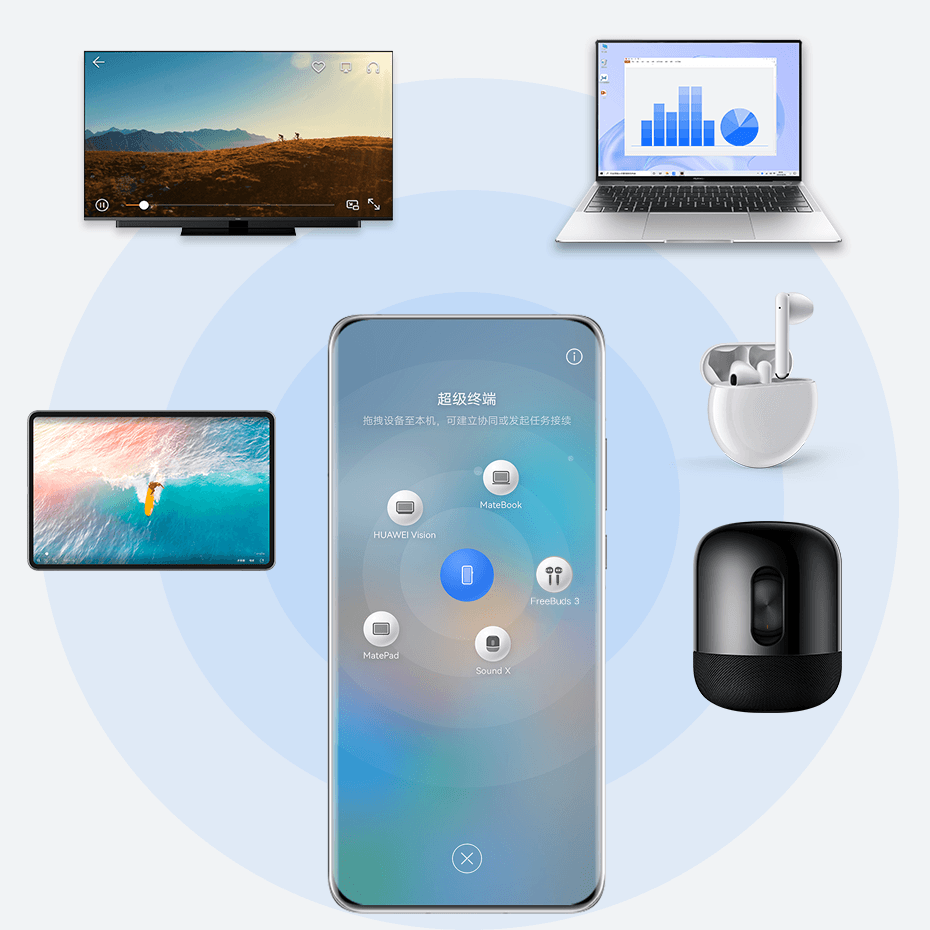 超级终端
拖拽设备至本机，可建立协同或发起任务接续
MateBook
HUAWEI Vision
FreeBuds 3
MatePad
Sound X